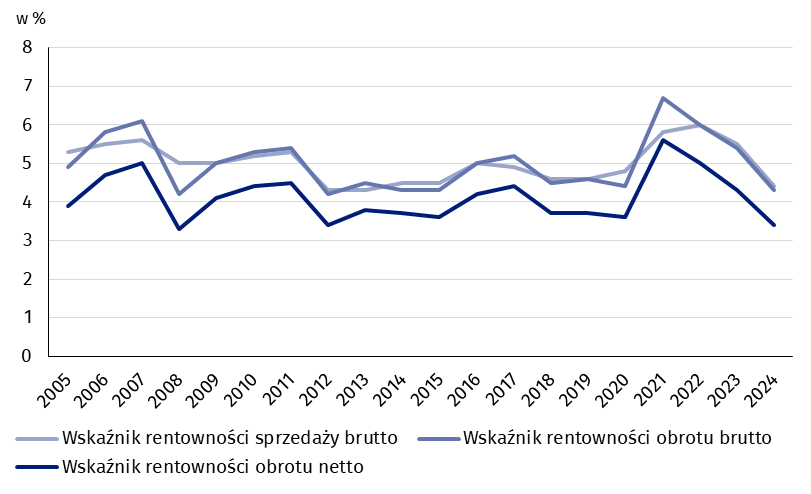 w %
8
7
6
5
4
3
2
1
0
2005 2006 2007 2008 2009 2010 2011 2012 2013 2014 2015 2016 2017 2018 2019 2020 2021 2022 2023 2024
Wskaźnik rentowności sprzedaży brutto Wskaźnik rentowności obrotu brutto
Wskaźnik rentowności obrotu netto